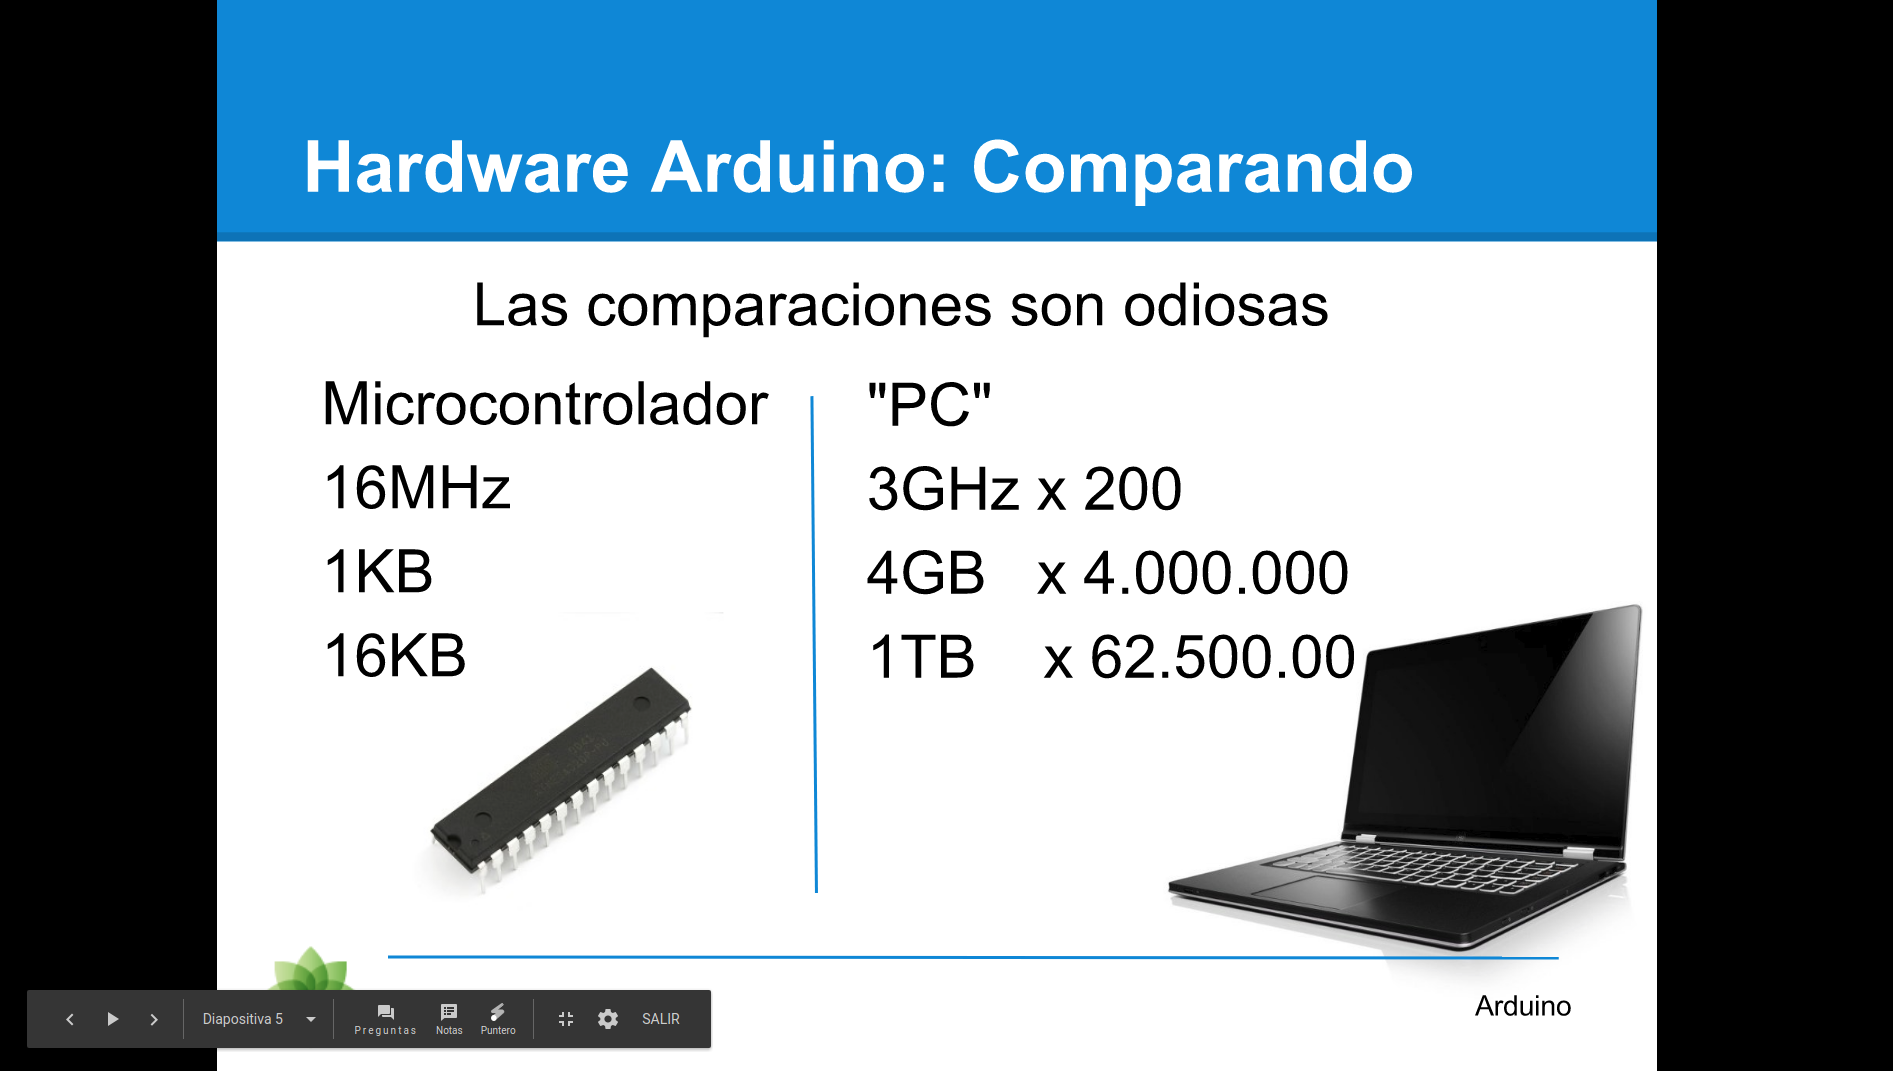 Hardware Arduino: Comparando
Las comparaciones son odiosas
Microcontrolador
16MHz
1KB
16KB
"PC"
3GHz x 200
4GB x 4.000.000
1TB x 62.500.00
Arduino
Diapositiva 5
Preguntas
Notas
Puntero
SALIR